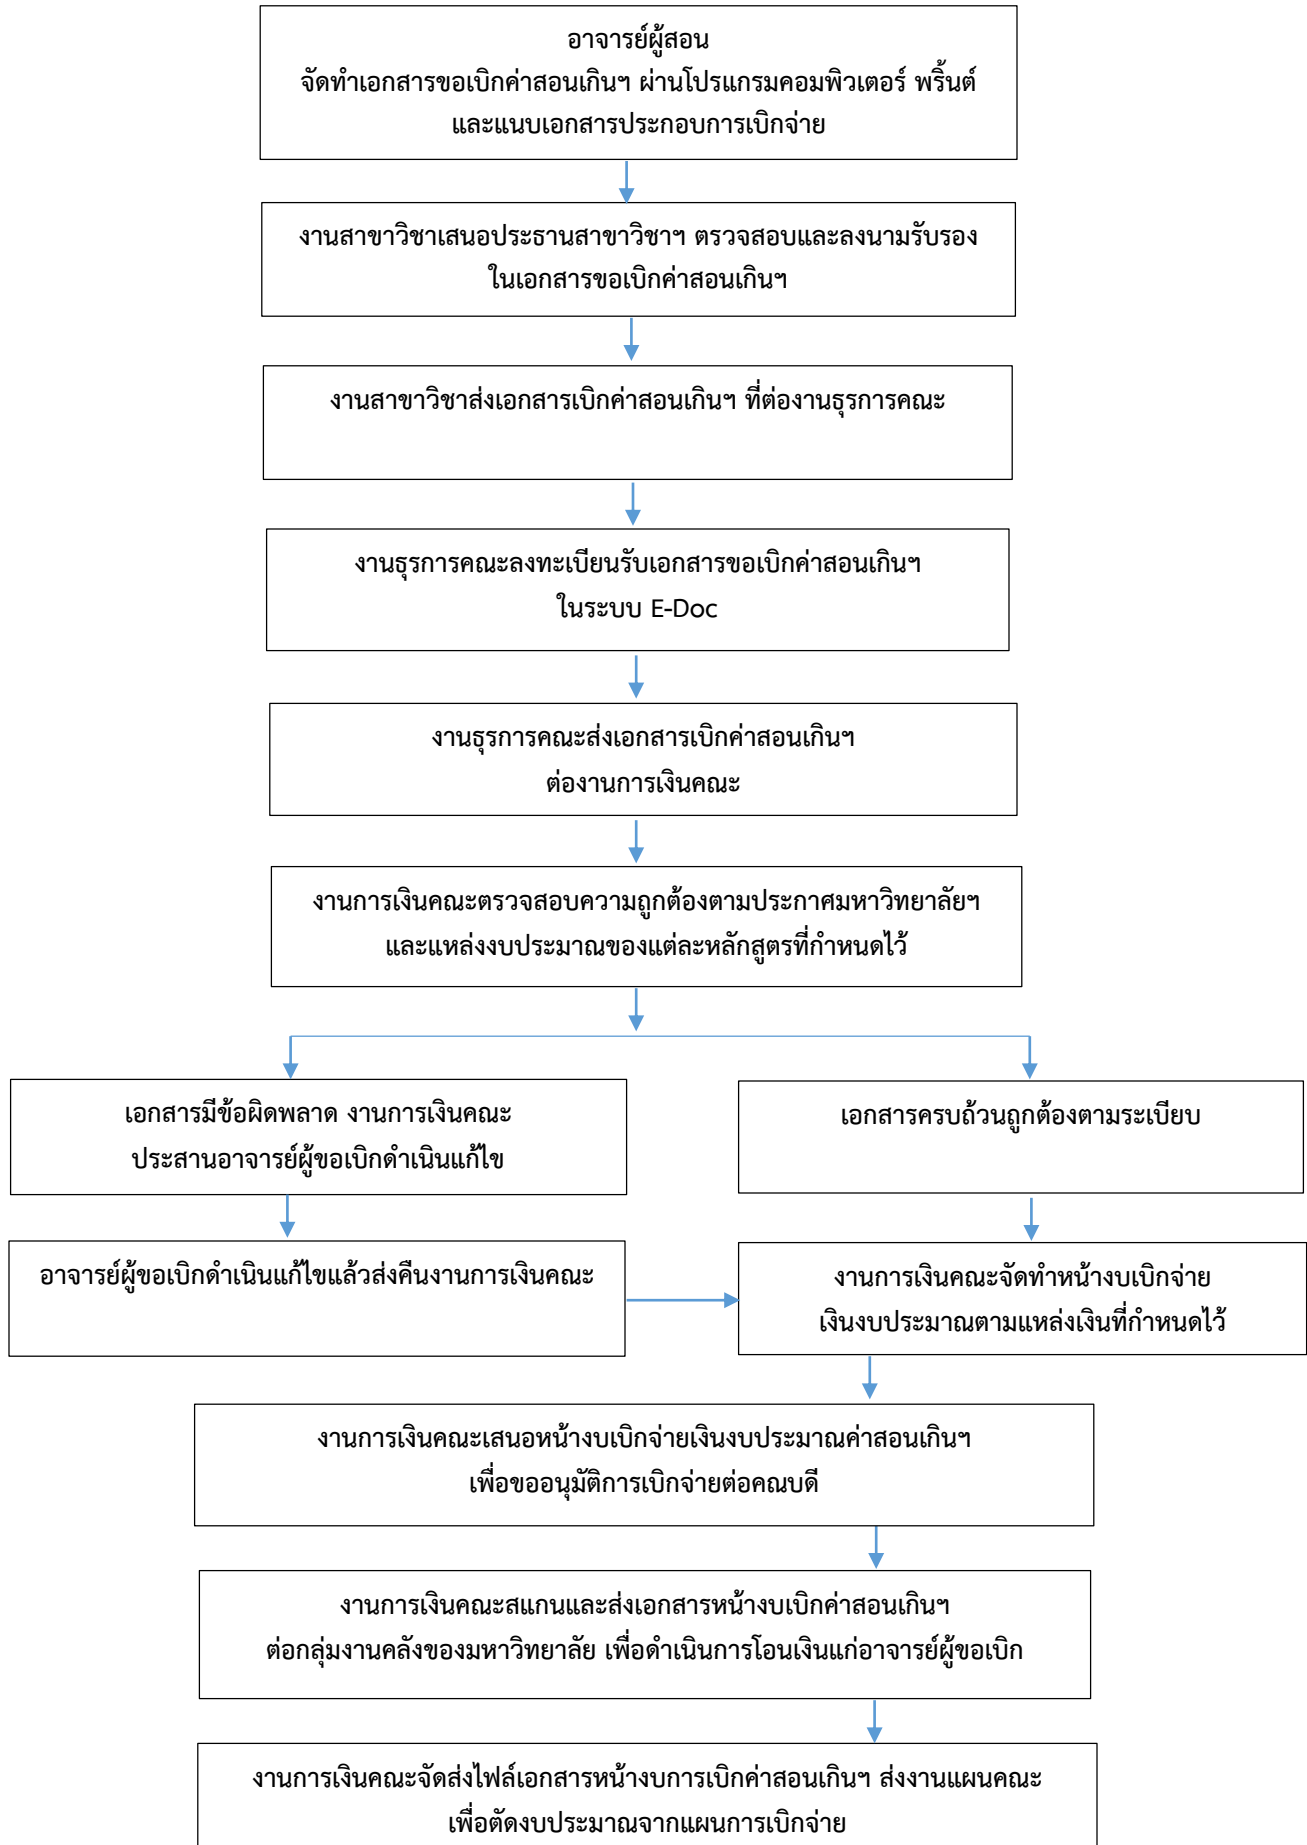 อาจารย์ผู้สอน
จัดทำเอกสารขอเบิกค่าสอนเกินฯ ผ่านโปรแกรมคอมพิวเตอร์ พริ้นต์
และแนบเอกสารประกอบการเบิกจ่าย
งานสาขาวิชาเสนอประธานสาขาวิชาฯ ตรวจสอบและลงนามรับรอง
ในเอกสารขอเบิกค่าสอนเกินฯ
งานสาขาวิชาส่งเอกสารเบิกค่าสอนเกินฯ ที่ต่องานธุรการคณะ
งานธุรการคณะลงทะเบียนรับเอกสารขอเบิกค่าสอนเกินฯ
ในระบบ E-Doc
งานธุรการคณะส่งเอกสารเบิกค่าสอนเกินฯ
ต่องานการเงินคณะ
งานการเงินคณะตรวจสอบความถูกต้องตามประกาศมหาวิทยาลัยฯ
และแหล่งงบประมาณของแต่ละหลักสูตรที่กำหนดไว้
เอกสารมีข้อผิดพลาด งานการเงินคณะ
ประสานอาจารย์ผู้ขอเบิกดำเนินแก้ไข
เอกสารครบถ้วนถูกต้องตามระเบียบ
อาจารย์ผู้ขอเบิกดำเนินแก้ไขแล้วส่งคืนงานการเงินคณะ
งานการเงินคณะจัดทำหน้างบเบิกจ่าย
เงินงบประมาณตามแหล่งเงินที่กำหนดไว้
งานการเงินคณะเสนอหน้างบเบิกจ่ายเงินงบประมาณค่าสอนเกินฯ
เพื่อขออนุมัติการเบิกจ่ายต่อคณบดี
งานการเงินคณะสแกนและส่งเอกสารหน้างบเบิกค่าสอนเกินฯ
ต่อกลุ่มงานคลังของมหาวิทยาลัย เพื่อดำเนินการโอนเงินแก่อาจารย์ผู้ขอเบิก
งานการเงินคณะจัดส่งไฟล์เอกสารหน้างบการเบิกค่าสอนเกินฯ ส่งงานแผนคณะ
เพื่อตัดงบประมาณจากแผนการเบิกจ่าย